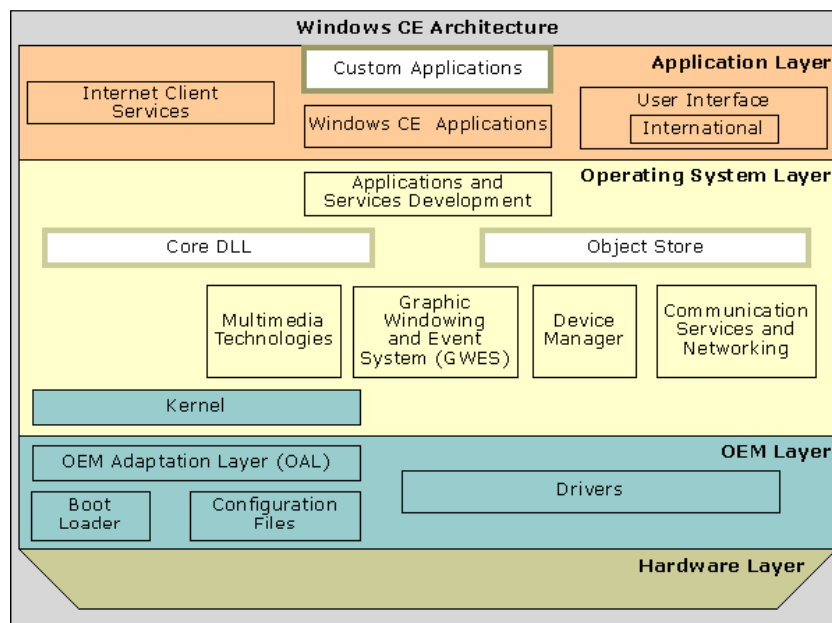 Windows CE Architecture
Application Layer
Custom Applications
Internet Client
Services
Windows CE Applications
User Interface
International
Operating System Layer
Applications and
Services Development
Core DLL
Object Store
Multimedia
Technologies
Graphic
Windowing
and Event
System (GWES)
Device
Manager
Communication
Services and
Networking
Kernel
OEM Layer
OEM Adaptation Layer (OAL)
Drivers
Boot
Loader
Configuration
Files
Hardware Layer